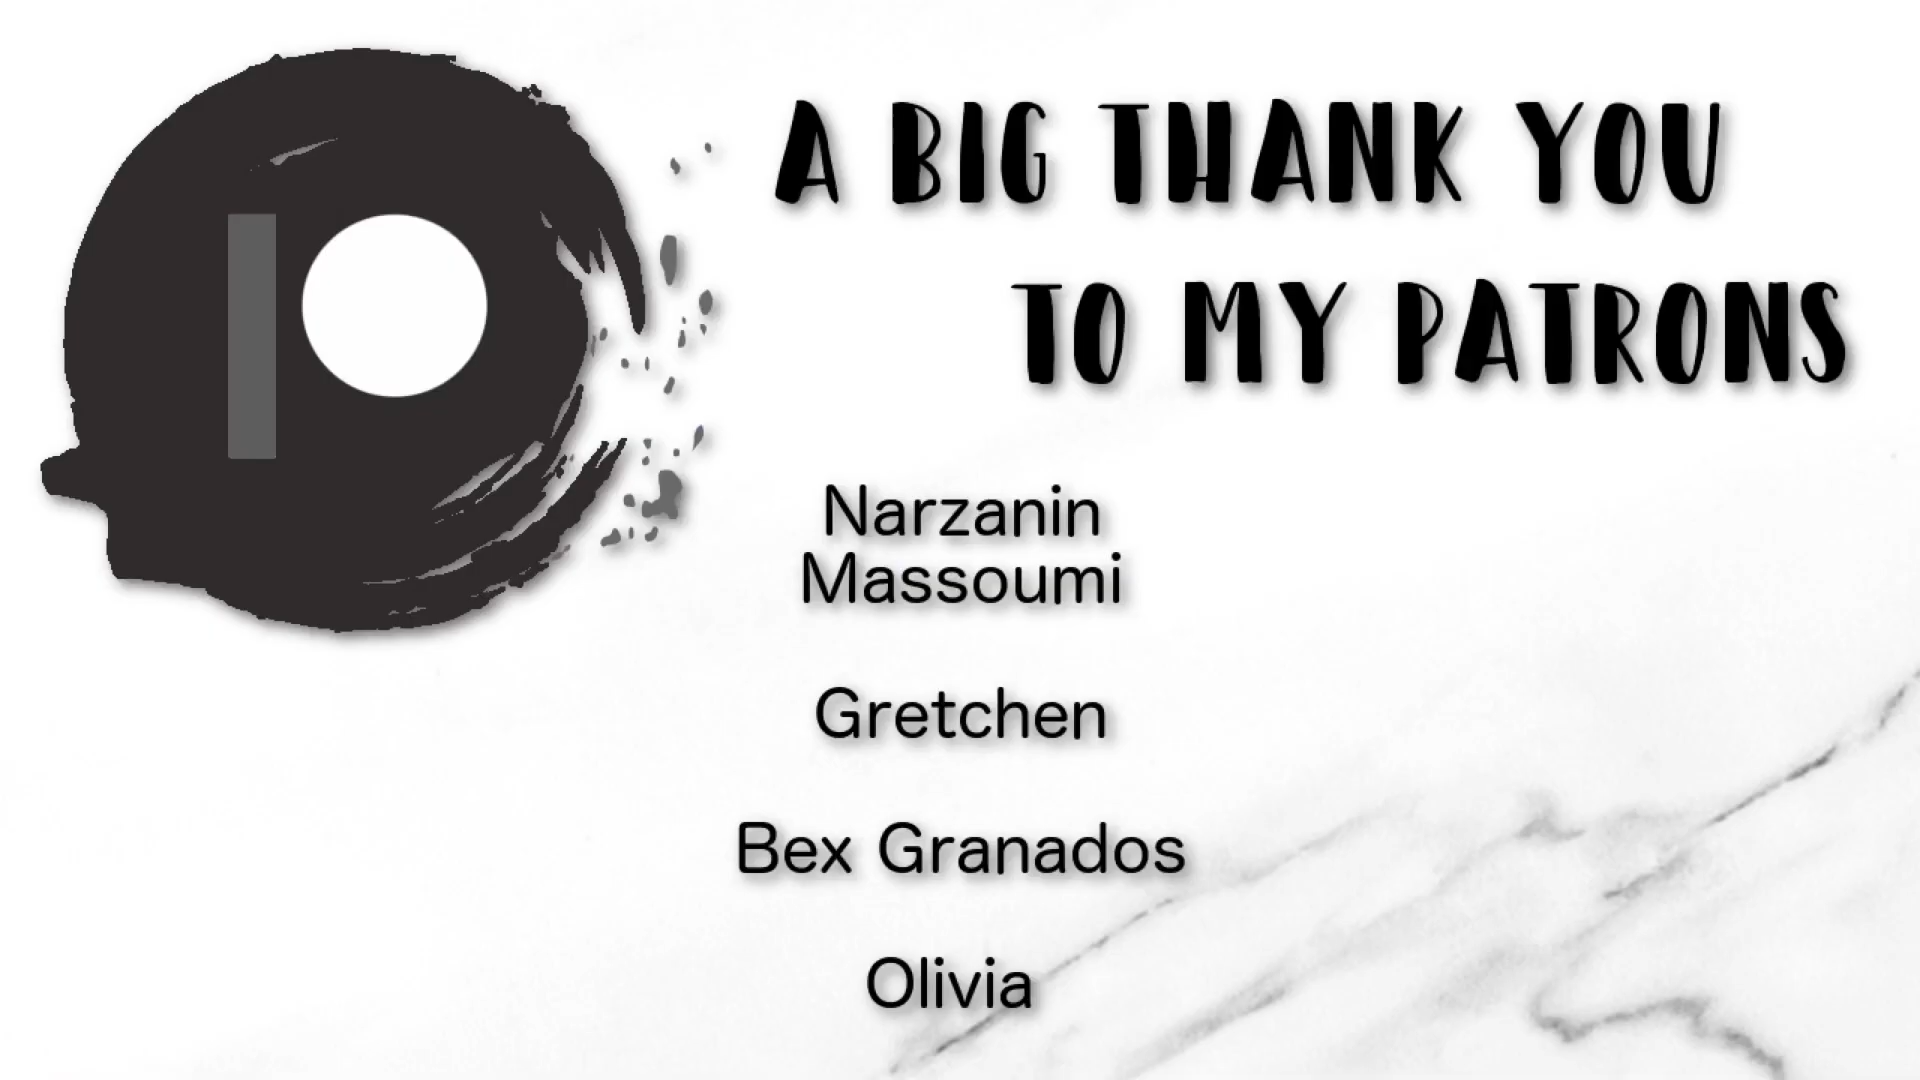 A BIG THANK YOU
TO MY PATRONS
Narzanin
Massoumi
Gretchen
Bex Granados
Olivia